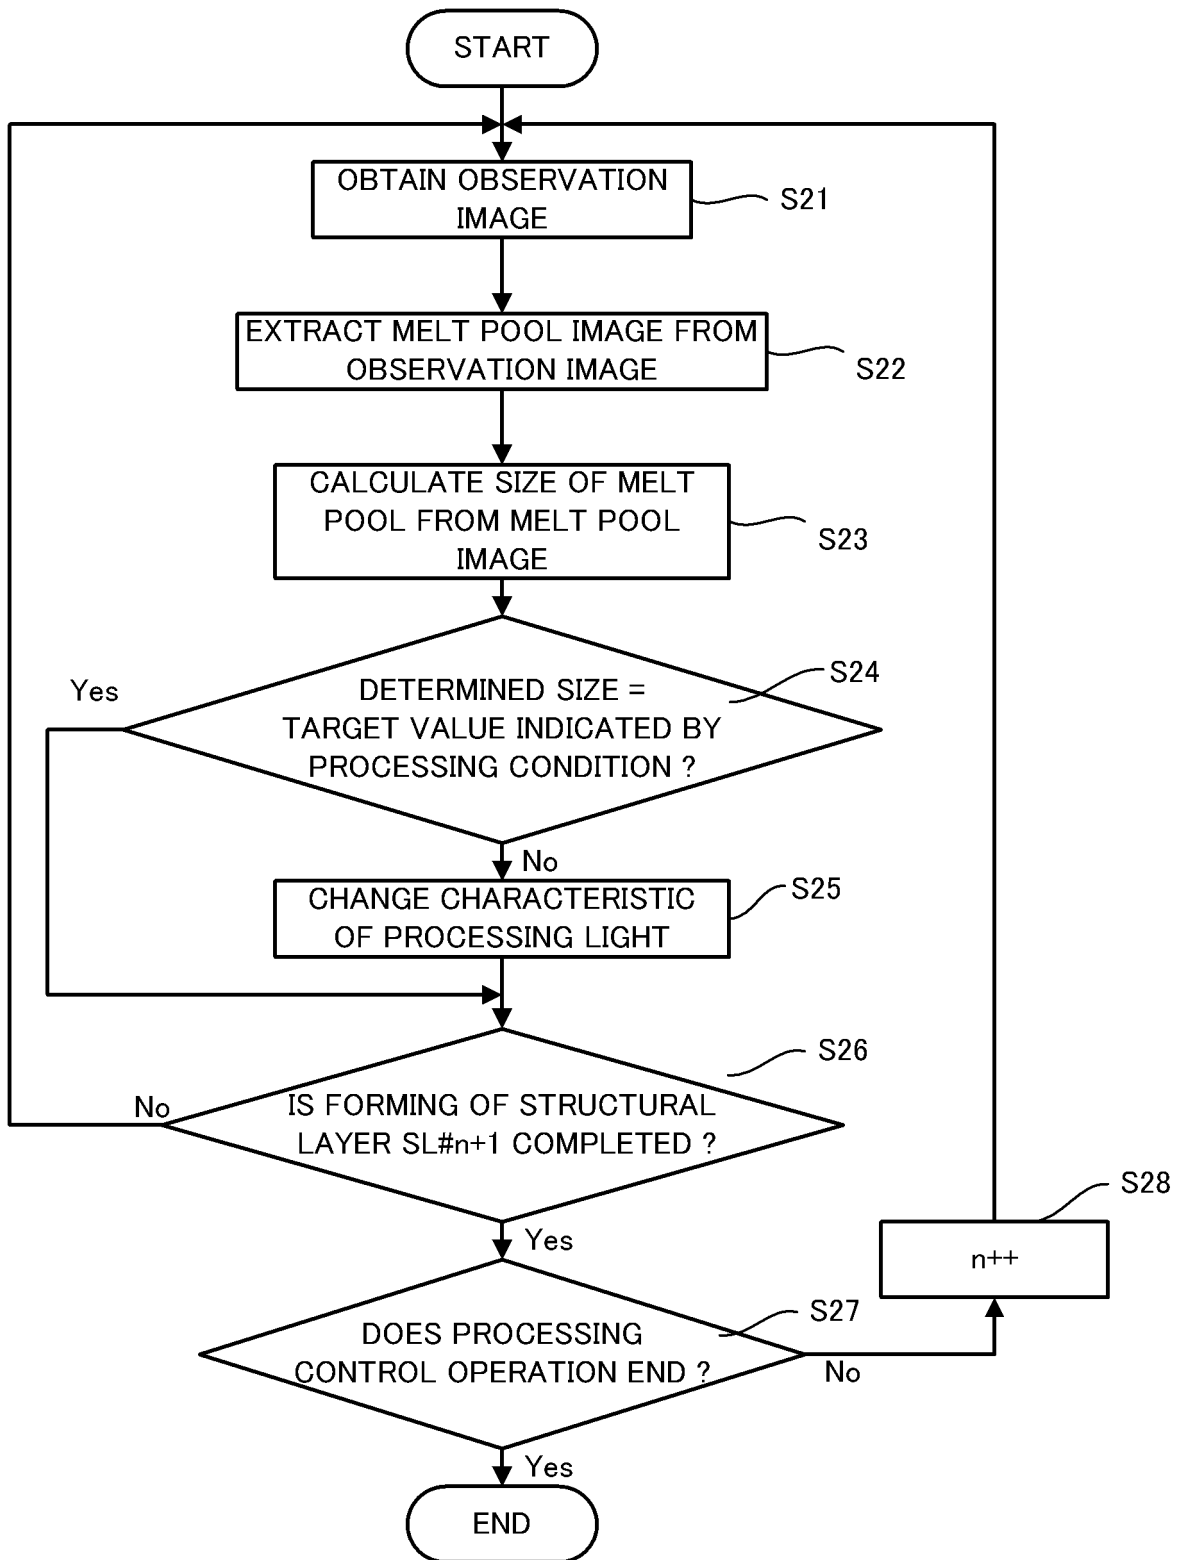 START
OBTAIN OBSERVATION
IMAGE
S21
EXTRACT MELT POOL IMAGE FROM
OBSERVATION IMAGE
S22
CALCULATE SIZE OF MELT
POOL FROM MELT POOL
IMAGE
S23
Yes
DETERMINED SIZE =
TARGET VALUE INDICATED BY
PROCESSING CONDITION ?
S24
No
CHANGE CHARACTERISTIC
OF PROCESSING LIGHT
S25
No
IS FORMING OF STRUCTURAL
LAYER SL#n+1 COMPLETED ?
S26
Yes
S28
n++
DOES PROCESSING
CONTROL OPERATION END ?
S27
No
Yes
END